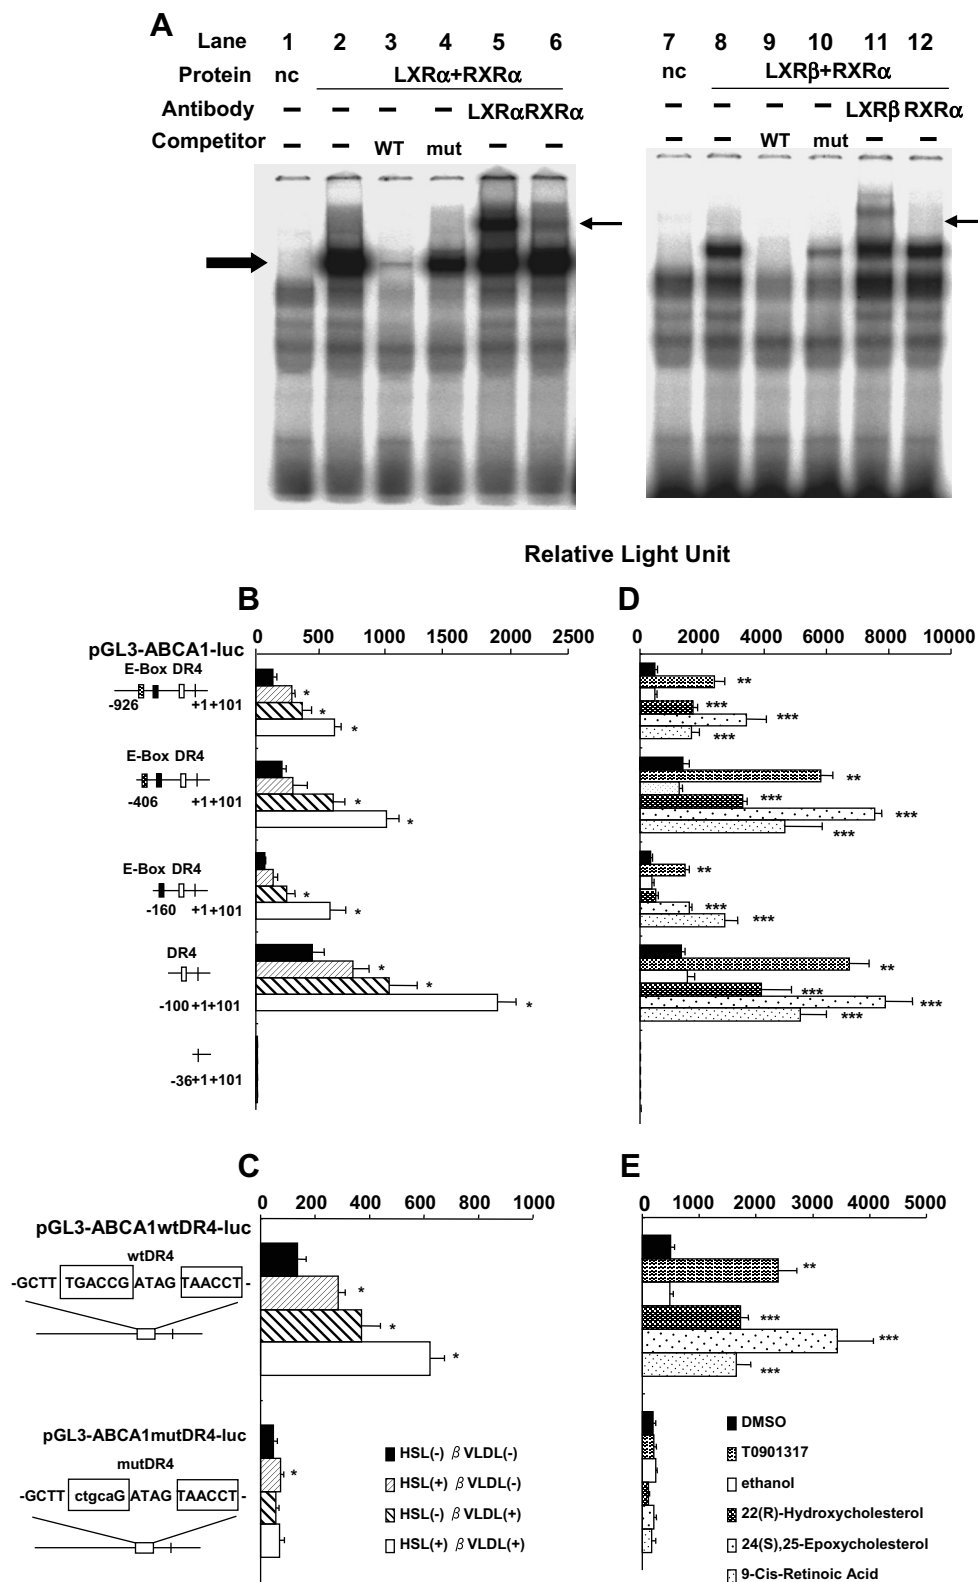 A
Lane 1 2 3 4 5 6 7 8 9 10 11 12
Protein nc LXRα+RXRα nc LXRβ+RXRα
Antibody – – – – LXRα RXRα – – – – LXRβ RXRα
Competitor – – WT mut – – – – WT mut – –
Relative Light Unit
B
D
0 500 1000 1500 2000 2500
0 2000 4000 6000 8000 10000
pGL3-ABCA1-luc
E-Box DR4
-926 +1 +101
* * *
** *** *** ***
E-Box DR4
-406 +1 +101
* *
** *** *** ***
E-Box DR4
-160 +1 +101
* *
** *** ***
DR4
-100 +1 +101
* * *
** *** *** ***
-36 +1 +101
C
E
0 200 400 600 800 1000
0 1000 2000 3000 4000 5000
pGL3-ABCA1wtDR4-luc
wtDR4
-GCTT TGACCG ATAG TAACCT -
* * *
** *** *** ***
pGL3-ABCA1mutDR4-luc
mutDR4
-GCTT ctgcaG ATAG TAACCT -
*
HSL(-) β VLDL(-)
HSL(+) β VLDL(-)
HSL(-) β VLDL(+)
HSL(+) β VLDL(+)
DMSO
T0901317
ethanol
22(R)-Hydroxycholesterol
24(S),25-Epoxycholesterol
9-Cis-Retinoic Acid